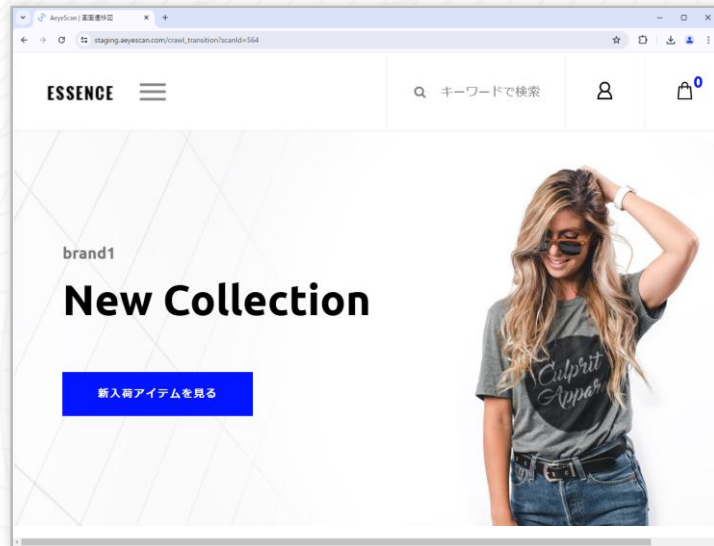 AeyeScan | 画面遷移図
staging.aeyescan.com/crawl_transition?scanId=564
ESSENCE
キーワードで検索
0
brand1
New Collection
新入荷アイテムを見る
Culprit
Appar